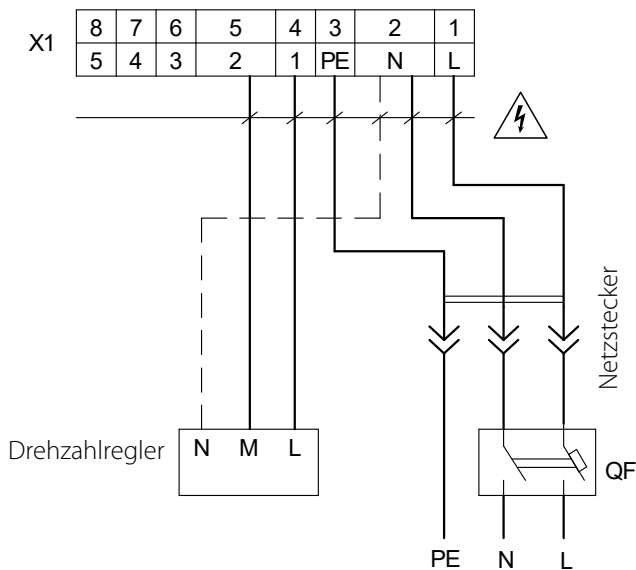 8 7 6 5 4 3 2 1
X1
5 4 3 2 1 PE N L
Netzstecker
Drehzahlregler N M L
QF
PE N L